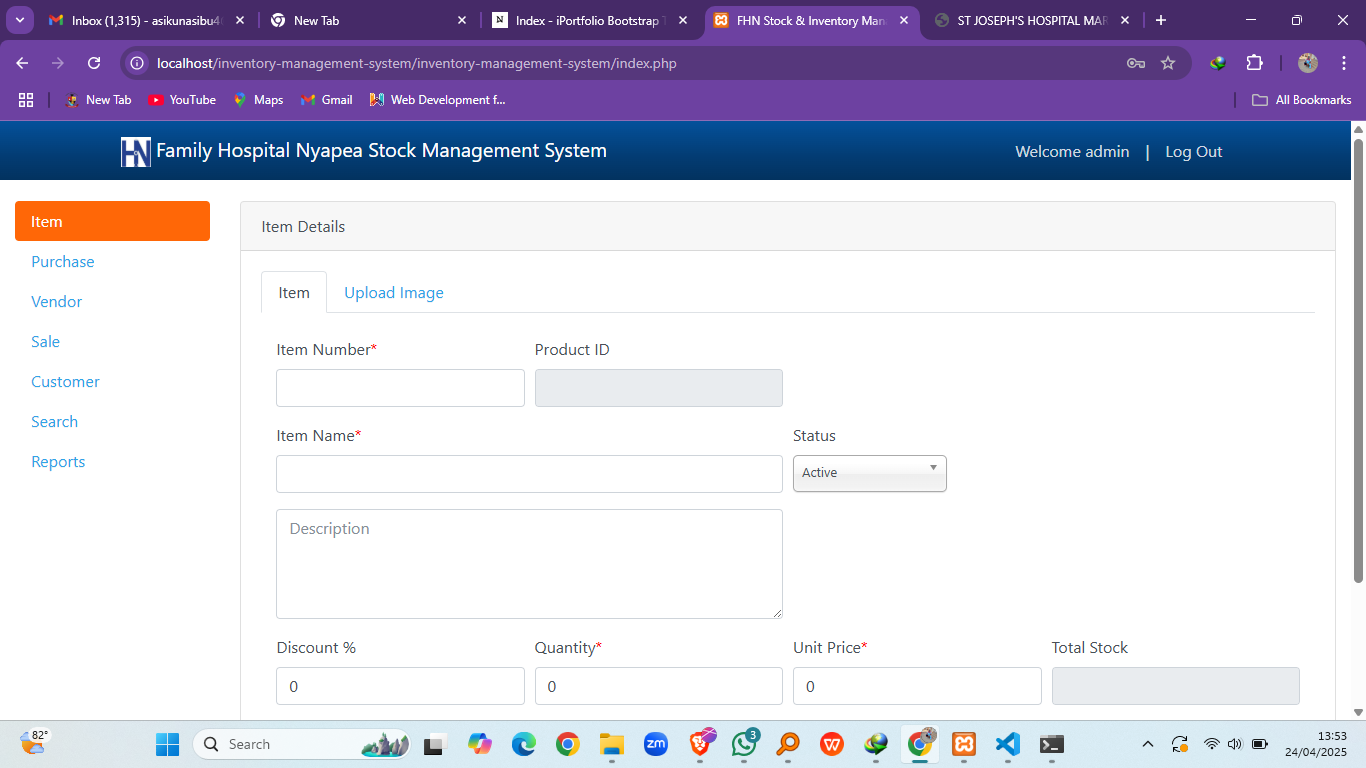 Inbox (1,315) - asikunasibu4
New Tab
Index - iPortfolio Bootstrap T
FHN Stock & Inventory Man
ST JOSEPH'S HOSPITAL MAR
localhost/inventory-management-system/inventory-management-system/index.php
New Tab
YouTube
Maps
Gmail
Web Development f...
All Bookmarks
HN Family Hospital Nyapea Stock Management System
Welcome admin | Log Out
Item
Purchase
Vendor
Sale
Customer
Search
Reports
Item Details
Item
Upload Image
Item Number*
Product ID
Item Name*
Status
Active
Description
Discount %
Quantity*
Unit Price*
Total Stock
0
0
0
82°
Search
zm
3
W
13:53
24/04/2025